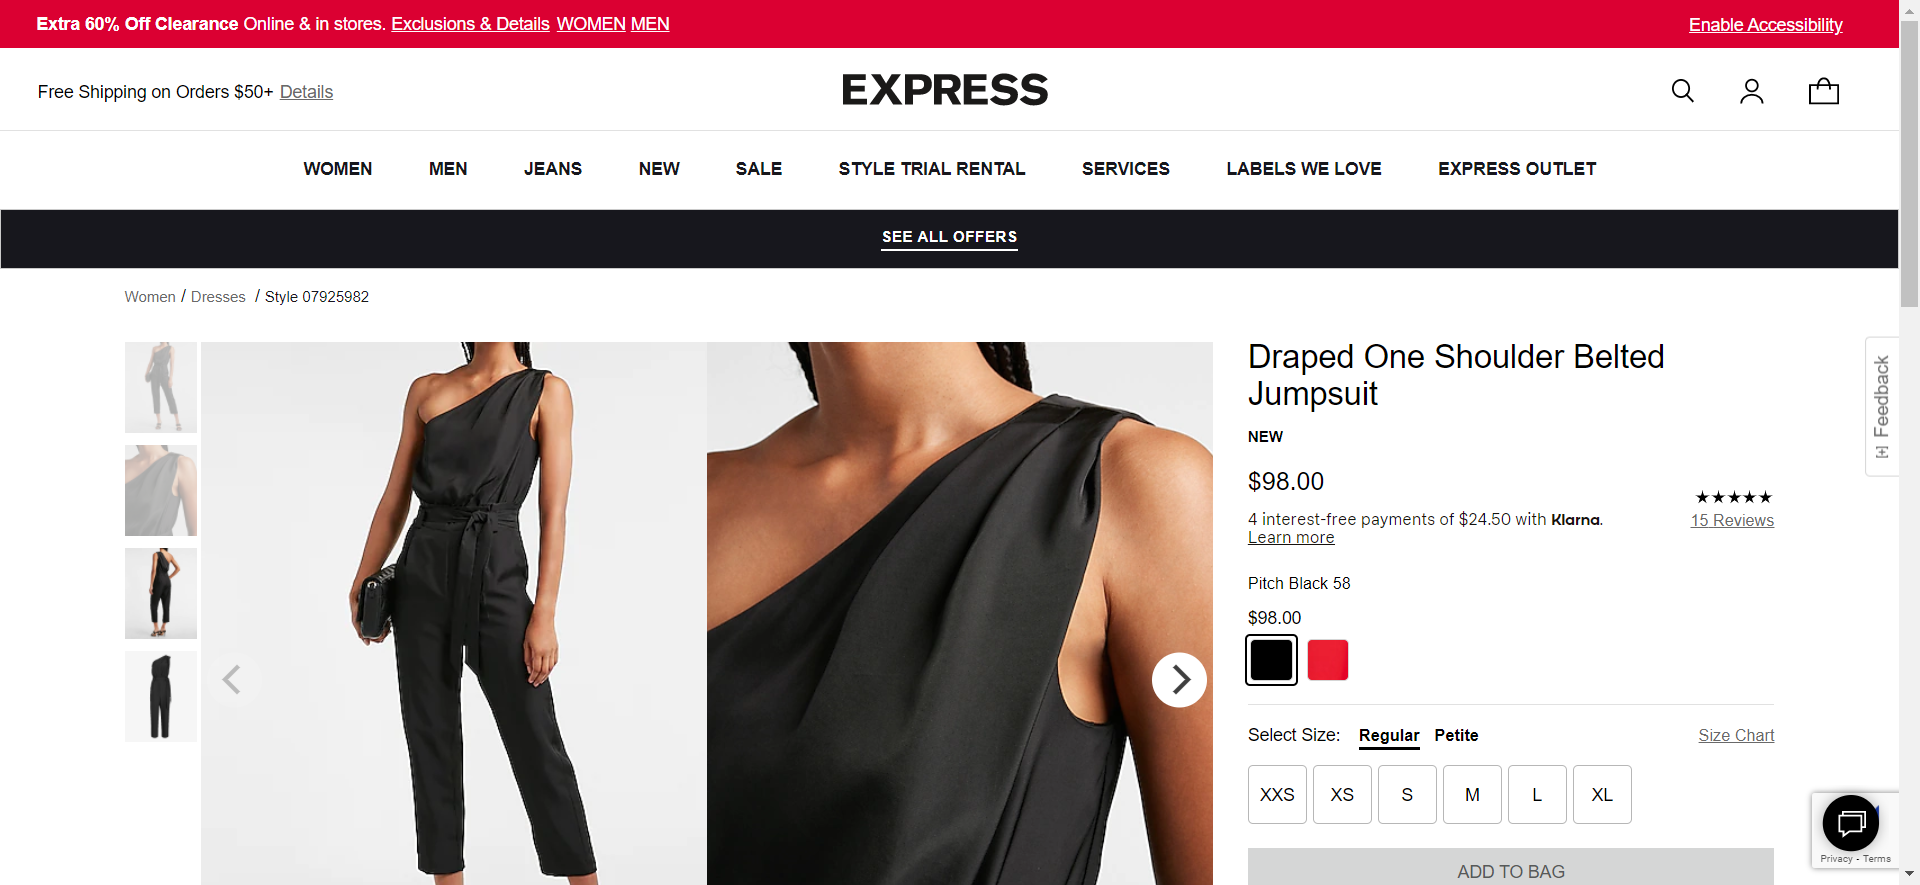 Extra 60% Off Clearance Online & in stores. Exclusions & Details WOMEN MEN
Enable Accessibility
Free Shipping on Orders $50+ Details
EXPRESS
WOMEN MEN JEANS NEW SALE STYLE TRIAL RENTAL SERVICES LABELS WE LOVE EXPRESS OUTLET
SEE ALL OFFERS
Women / Dresses / Style 07925982
Draped One Shoulder Belted
Jumpsuit
NEW
$98.00
4 interest-free payments of $24.50 with Klarna.
Learn more
15 Reviews
Pitch Black 58
$98.00
Select Size: Regular Petite
Size Chart
XXS XS S M L XL
ADD TO BAG
[+] Feedback
Privacy - Terms